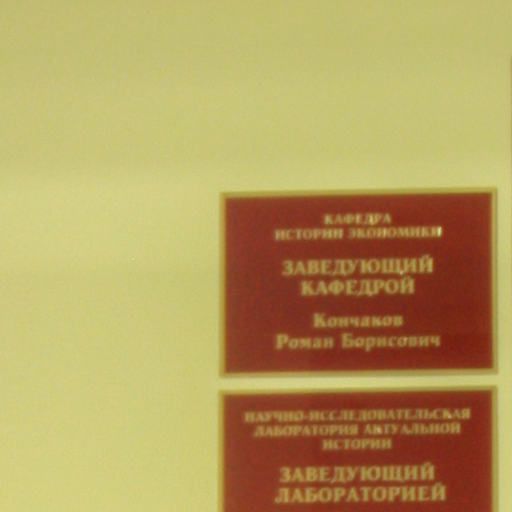 КАФЕДРА
ИСТОРИИ ЭКОНОМИКИ
ЗАВЕДУЮЩИЙ
КАФЕДРОЙ
Кончаков
Роман Борисович
НАУЧНО-ИССЛЕДОВАТЕЛЬСКАЯ
ЛАБОРАТОРИЯ АКТУАЛЬНОЙ
ИСТОРИИ
ЗАВЕДУЮЩИЙ
ЛАБОРАТОРИЕЙ